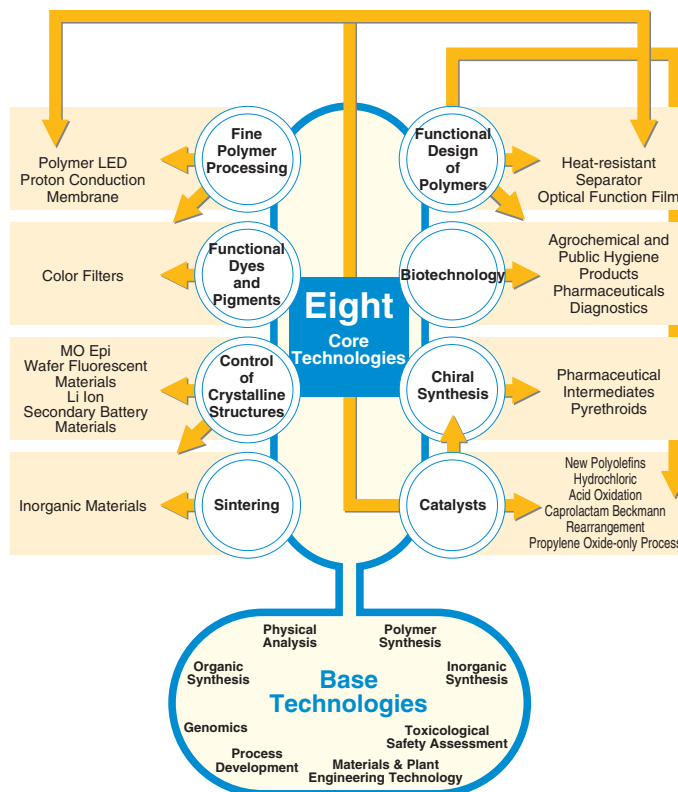 Fine
Polymer
Processing
Functional
Design
of
Polymers
Polymer LED
Proton Conduction
Membrane
Heat-resistant
Separator
Optical Function Film
Functional
Dyes
and
Pigments
Color Filters
Biotechnology
Agrochemical and
Public Hygiene
Products
Pharmaceuticals
Diagnostics
Eight
Core
Technologies
MO Epi
Wafer Fluorescent
Materials
Li Ion
Secondary Battery
Materials
Control
of
Crystalline
Structures
Chiral
Synthesis
Pharmaceutical
Intermediates
Pyrethroids
Inorganic Materials
Sintering
Catalysts
New Polyolefins
Hydrochloric
Acid Oxidation
Caprolactam Beckmann
Rearrangement
Propylene Oxide-only Process
Physical
Analysis
Polymer
Synthesis
Organic
Synthesis
Inorganic
Synthesis
Base
Technologies
Genomics
Toxicological
Safety Assessment
Process
Development
Materials & Plant
Engineering Technology